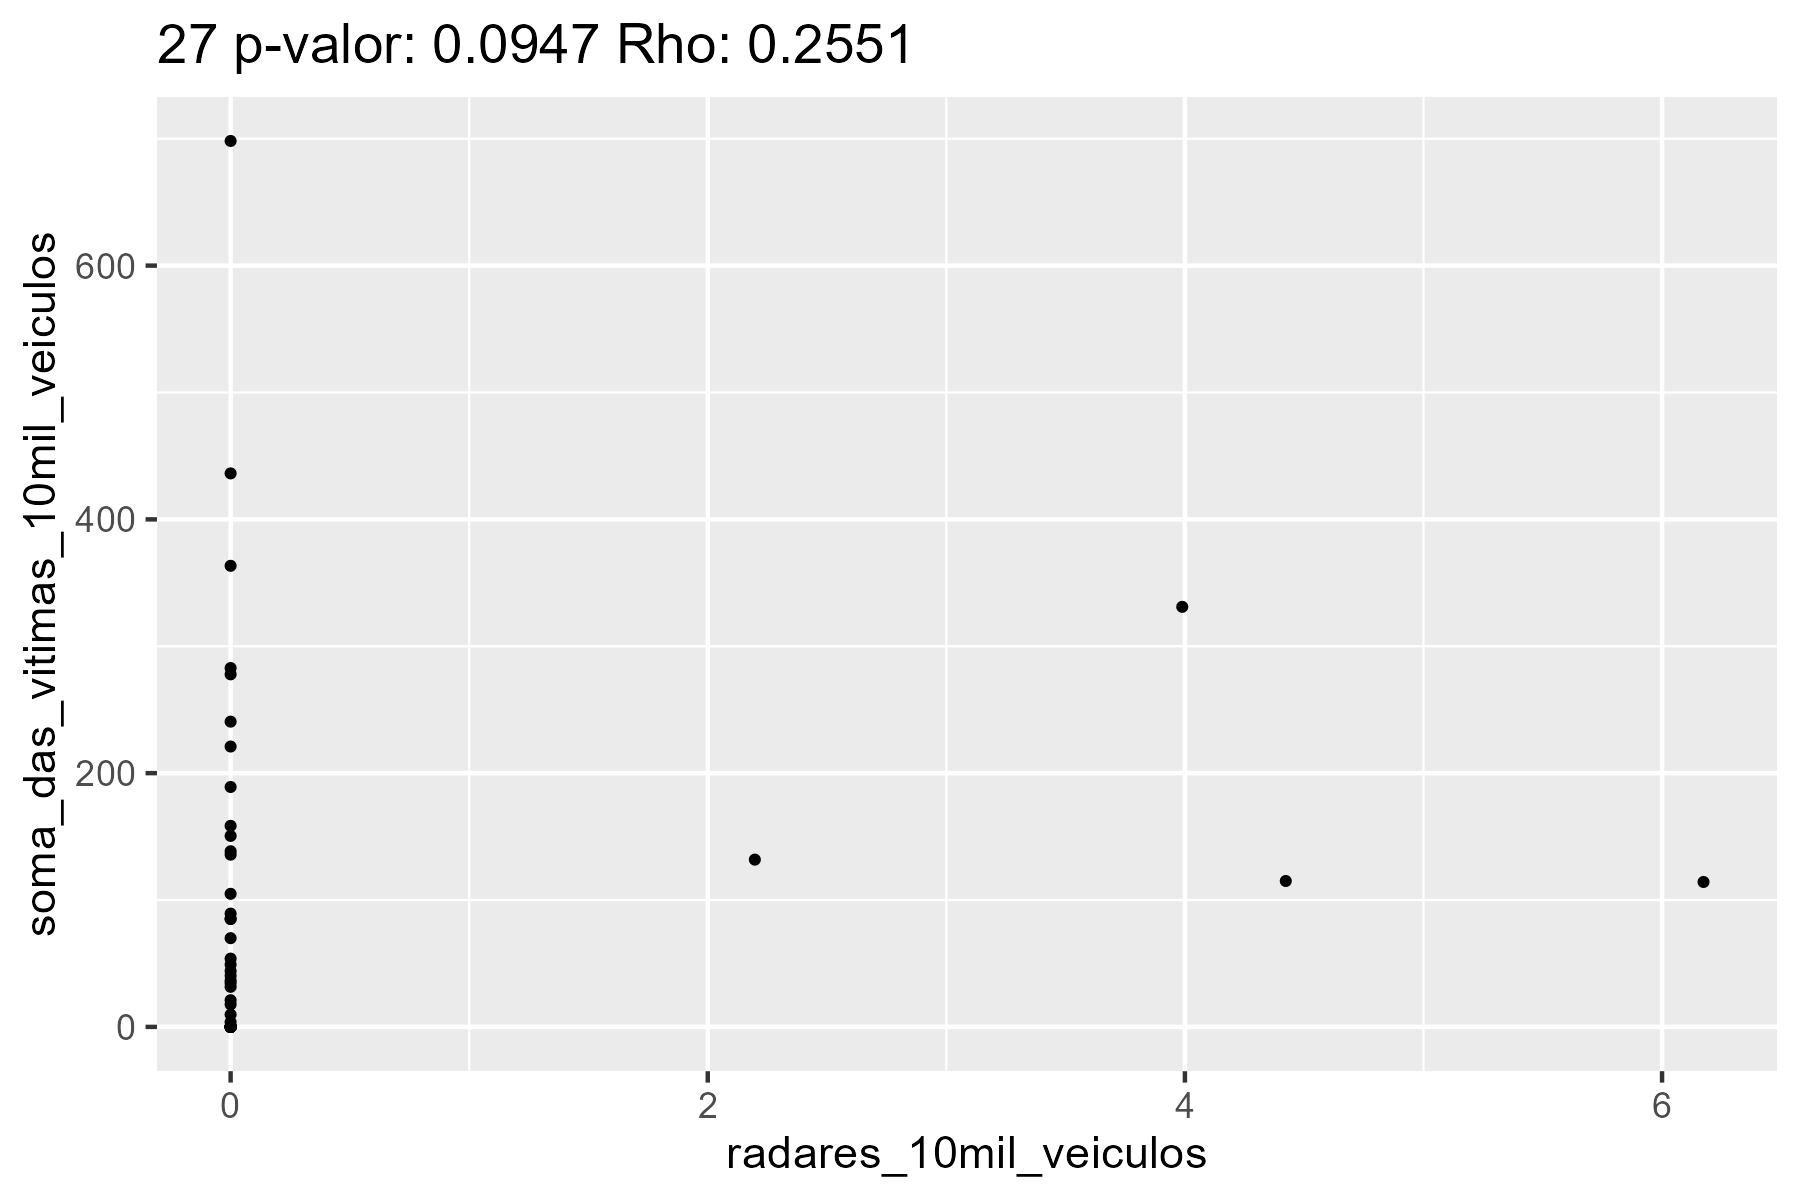 27 p-valor: 0.0947 Rho: 0.2551
soma_das_vitimas_10mil_veiculos
600
400
200
0
0 2 4 6
radares_10mil_veiculos